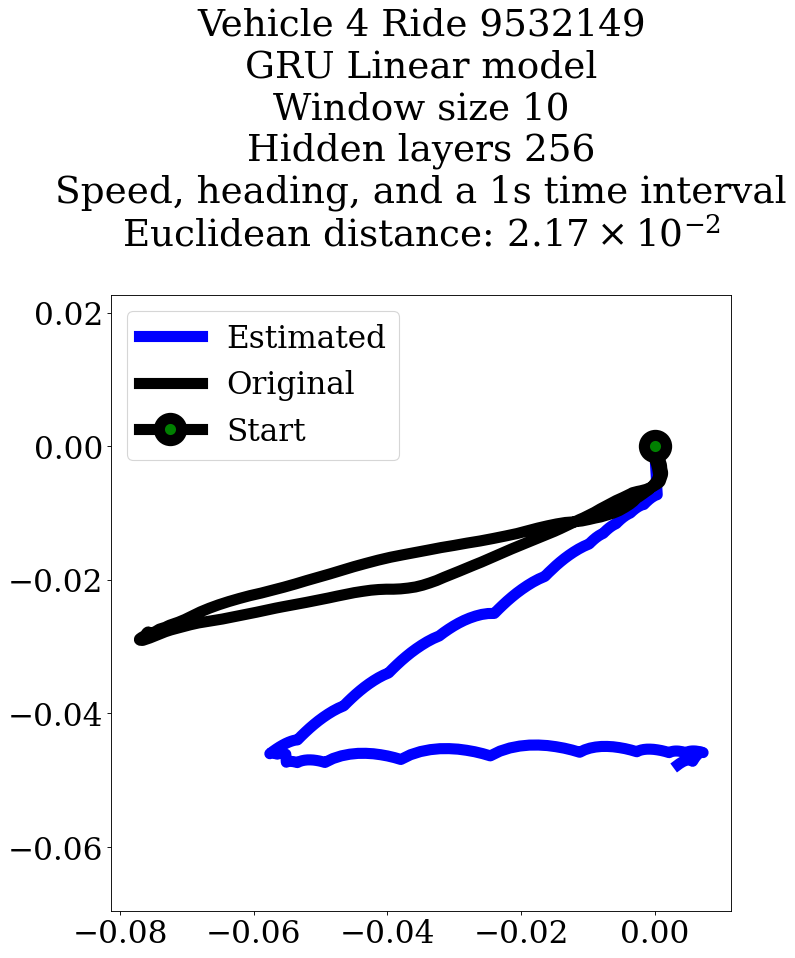 Vehicle 4 Ride 9532149
GRU Linear model
Window size 10
Hidden layers 256
Speed, heading, and a 1s time interval
Euclidean distance: 2.17 × 10⁻²
Estimated
Original
Start
0.02
0.00
−0.02
−0.04
−0.06
−0.08 −0.06 −0.04 −0.02 0.00